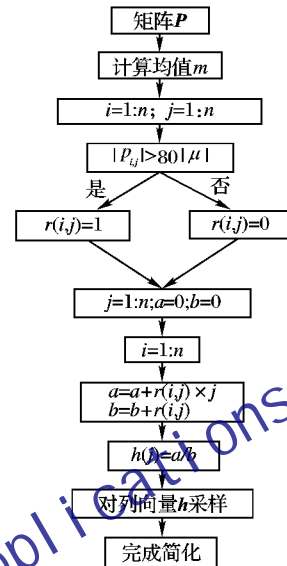 矩阵P
计算均值m
i=1:n; j=1:n
|p_{i,j}|>80|μ|
是
否
r(i,j)=1
r(i,j)=0
j=1:n;a=0;b=0
i=1:n
a=a+r(i,j)×j
b=b+r(i,j)
h(j)=a/b
对列向量h采样
完成简化
plications